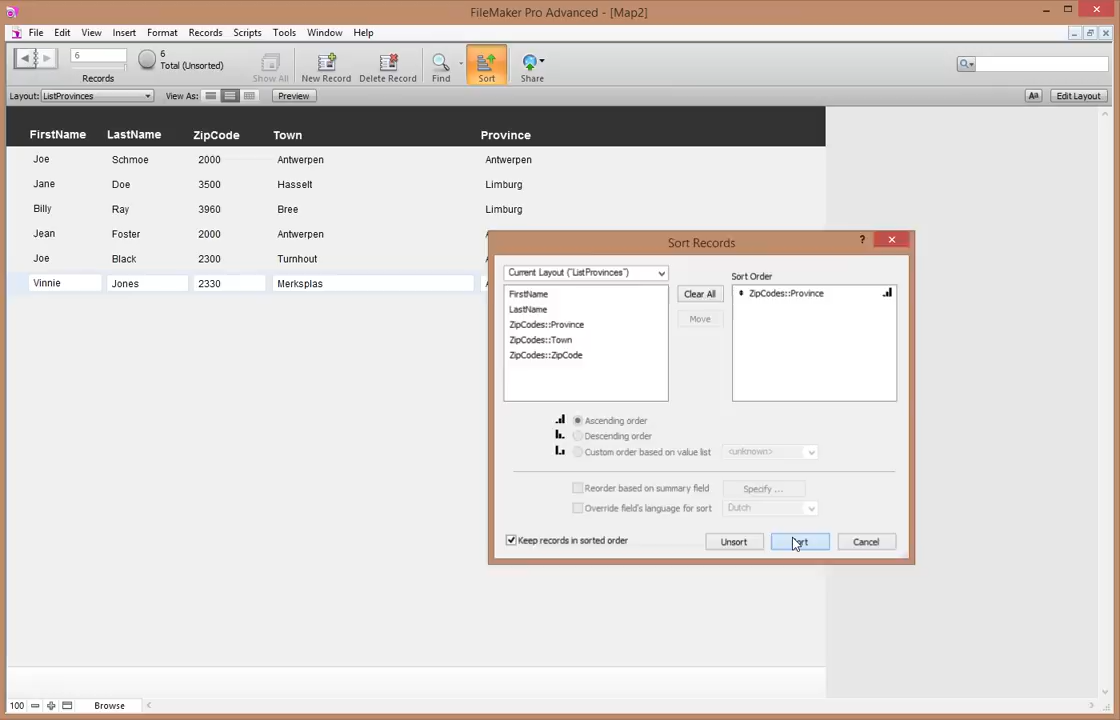 FileMaker Pro Advanced - [Map2]
File Edit View Insert Format Records Scripts Tools Window Help
6
6
Total (Unsorted)
Records
Show All
New Record
Delete Record
Find
Sort
Share
Layout: ListProvinces
View As:
Preview
Aa
Edit Layout
FirstName LastName ZipCode Town Province
Joe Schmoe 2000 Antwerpen Antwerpen
Jane Doe 3500 Hasselt Limburg
Billy Ray 3960 Bree Limburg
Jean Foster 2000 Antwerpen
Joe Black 2300 Turnhout
Vinnie Jones 2330 Merksplas
Sort Records
?
Current Layout ("ListProvinces")
FirstName
LastName
ZipCodes::Province
ZipCodes::Town
ZipCodes::ZipCode
Clear All
Move
Sort Order
ZipCodes::Province
Ascending order
Descending order
Custom order based on value list
<unknown>
Reorder based on summary field
Specify ...
Override field's language for sort
Dutch
Keep records in sorted order
Unsort
Sort
Cancel
100
Browse